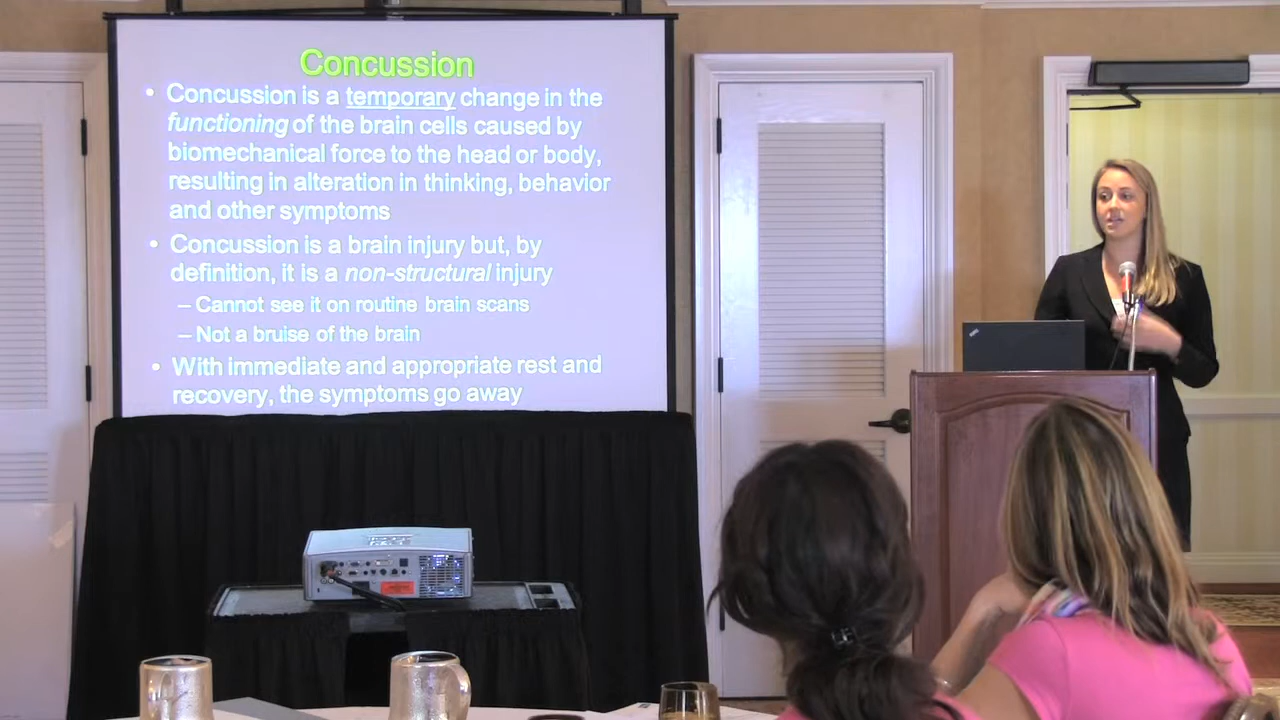 Concussion
• Concussion is a temporary change in the
functioning of the brain cells caused by
biomechanical force to the head or body,
resulting in alteration in thinking, behavior
and other symptoms
• Concussion is a brain injury but, by
definition, it is a non-structural injury
– Cannot see it on routine brain scans
– Not a bruise of the brain
• With immediate and appropriate rest and
recovery, the symptoms go away